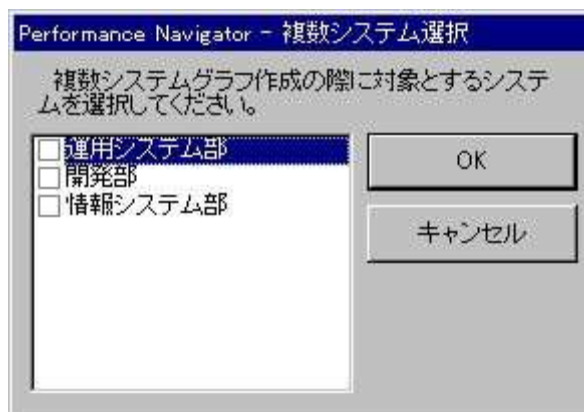 Performance Navigator - 複数システム選択
複数システムグラフ作成の際に対象とするシステ
ムを選択してください。
運用システム部
開発部
情報システム部
OK
キャンセル